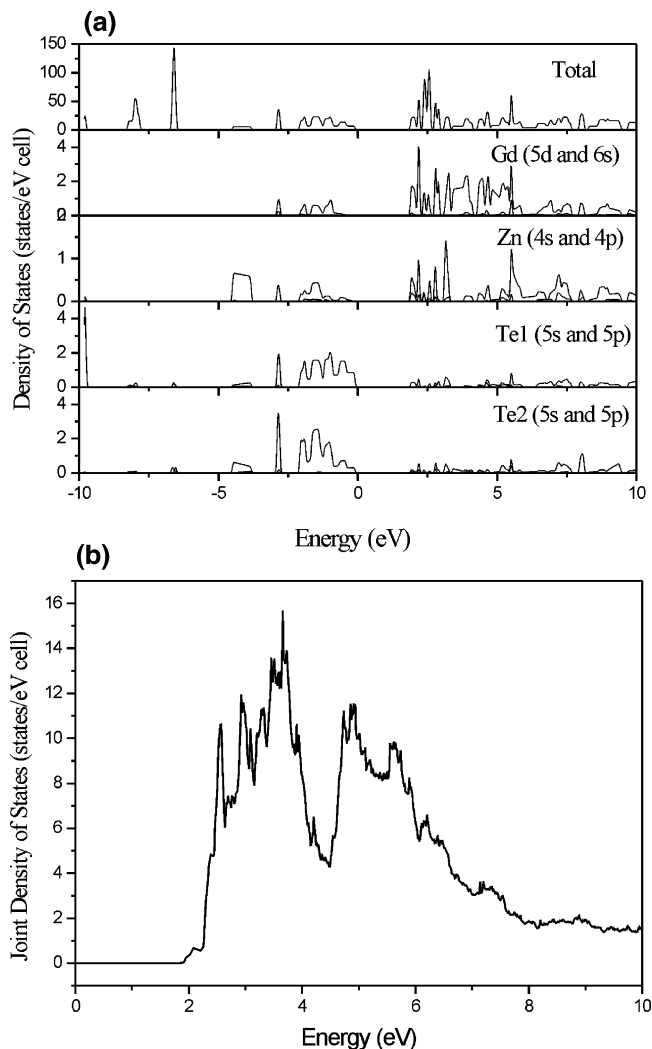 (a)
Density of States (states/eV cell)
150
100
50
0
Total
4
2
2
Gd (5d and 6s)
1
0
Zn (4s and 4p)
4
2
0
Te1 (5s and 5p)
4
2
0
Te2 (5s and 5p)
-10 -5 0 5 10
Energy (eV)
(b)
Joint Density of States (states/eV cell)
16
14
12
10
8
6
4
2
0
0 2 4 6 8 10
Energy (eV)